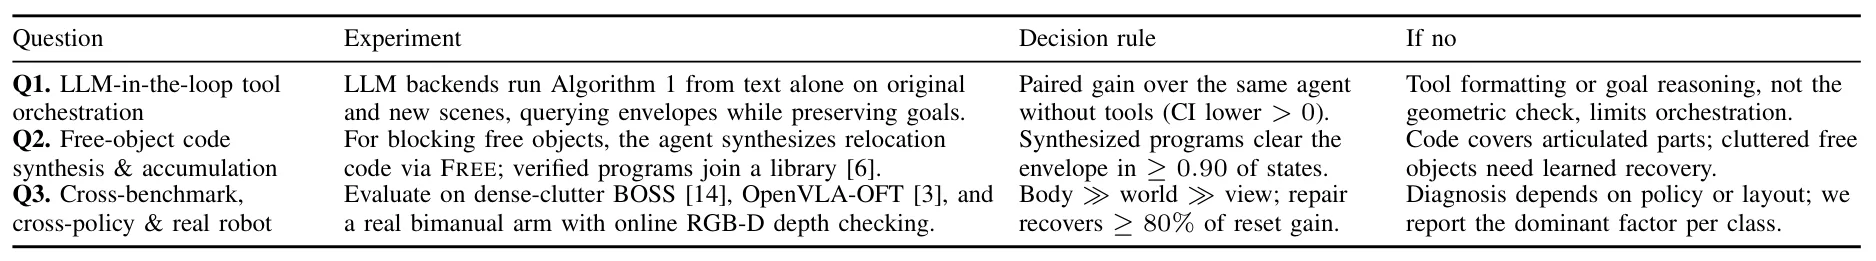 Question Experiment Decision rule If no
Q1. LLM-in-the-loop tool LLM backends run Algorithm 1 from text alone on original Paired gain over the same agent Tool formatting or goal reasoning, not the
orchestration and new scenes, querying envelopes while preserving goals. without tools (CI lower > 0). geometric check, limits orchestration.
Q2. Free-object code For blocking free objects, the agent synthesizes relocation Synthesized programs clear the Code covers articulated parts; cluttered free
synthesis & accumulation code via FREE; verified programs join a library [6]. envelope in ≥ 0.90 of states. objects need learned recovery.
Q3. Cross-benchmark, Evaluate on dense-clutter BOSS [14], OpenVLA-OFT [3], and Body ≫ world ≫ view; repair Diagnosis depends on policy or layout; we
cross-policy & real robot a real bimanual arm with online RGB-D depth checking. recovers ≥ 80% of reset gain. report the dominant factor per class.